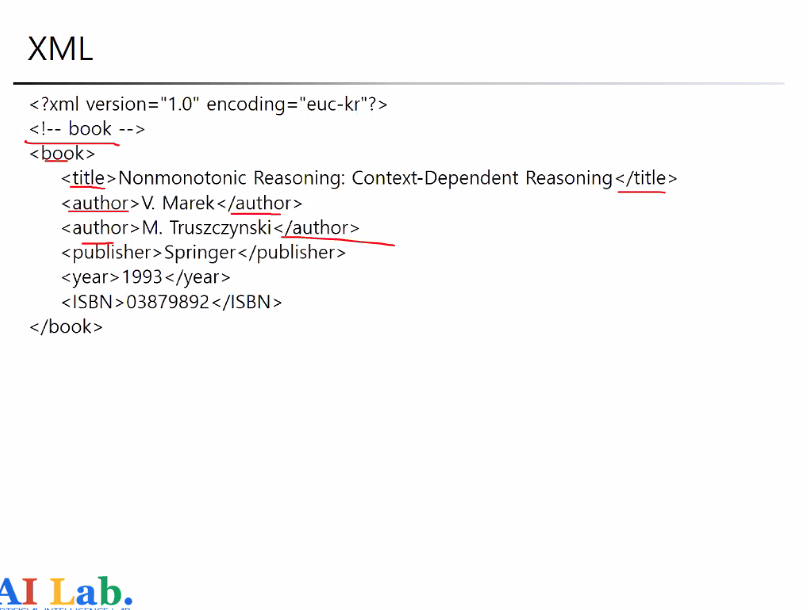 XML
<?xml version="1.0" encoding="euc-kr"?>
<!-- book -->
<book>
<title>Nonmonotonic Reasoning: Context-Dependent Reasoning</title>
<author>V. Marek</author>
<author>M. Truszczynski</author>
<publisher>Springer</publisher>
<year>1993</year>
<ISBN>03879892</ISBN>
</book>
AI Lab.